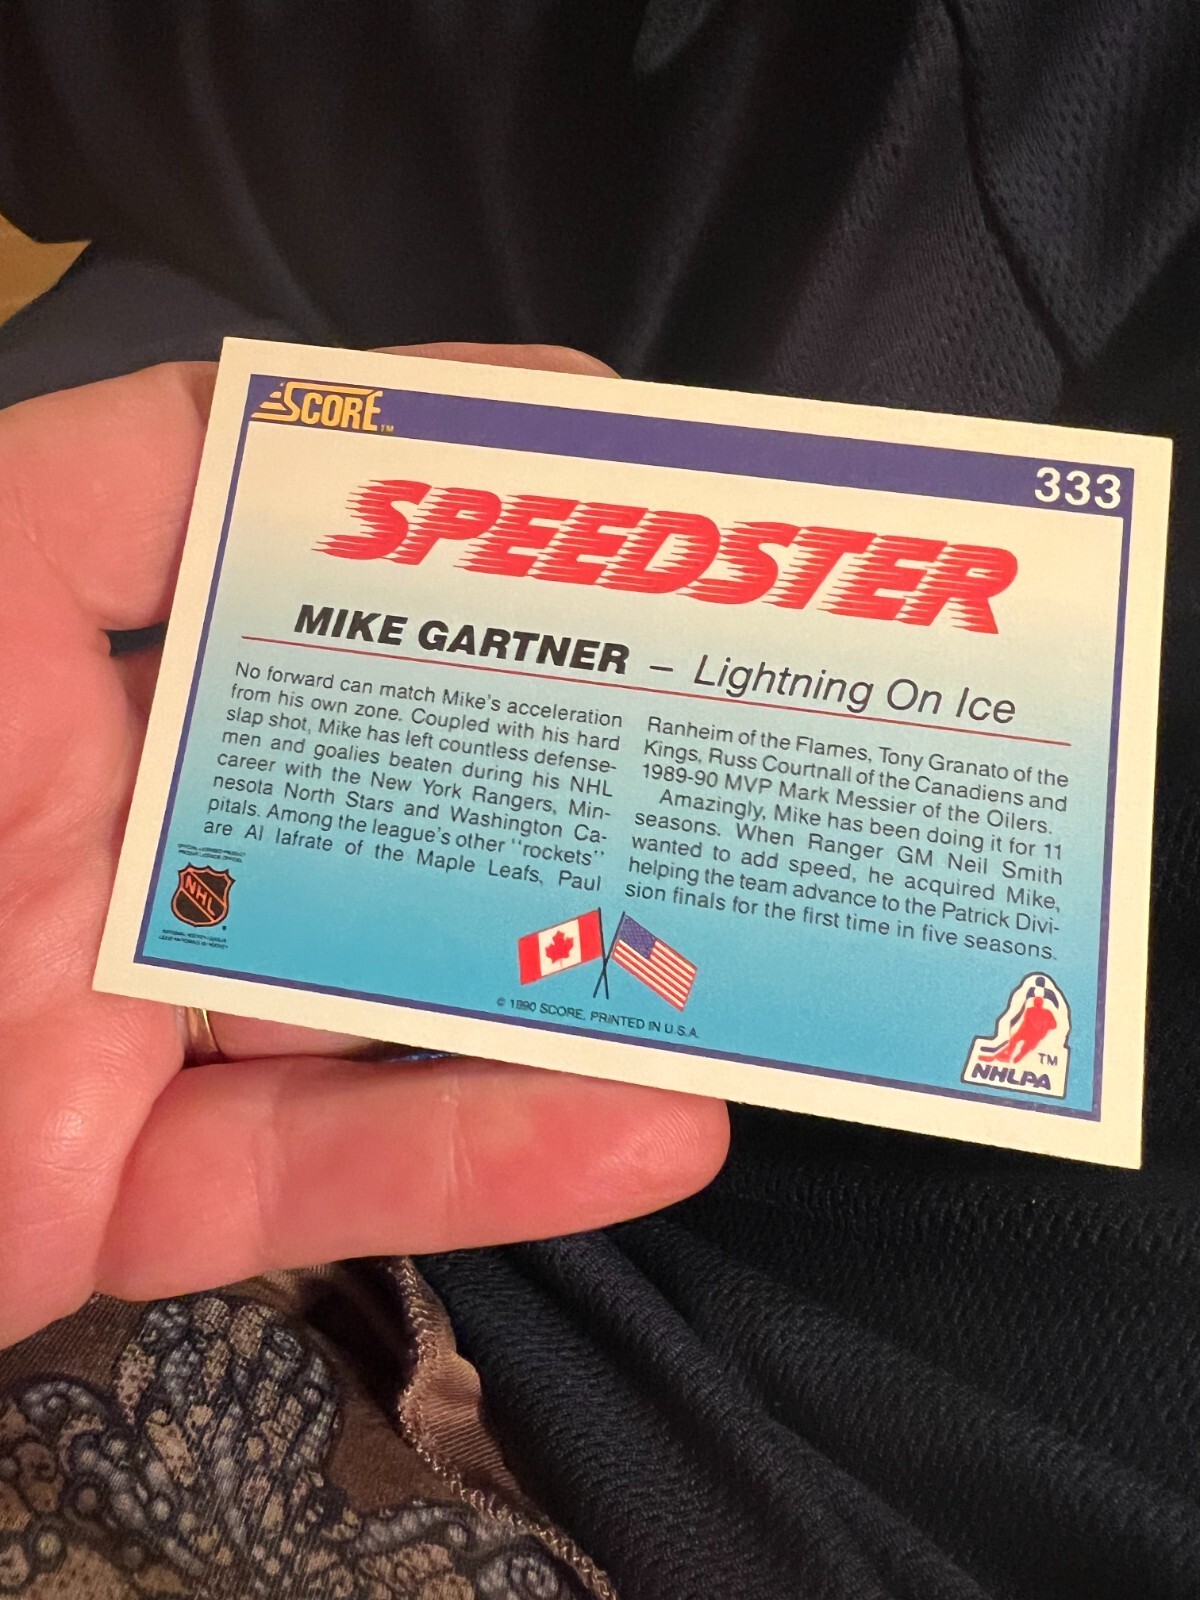 SCORE™
333
SPEEDSTER
MIKE GARTNER – Lightning On Ice
No forward can match Mike's acceleration
from his own zone. Coupled with his hard
slap shot, Mike has left countless defense-
men and goalies beaten during his NHL
career with the New York Rangers, Min-
nesota North Stars and Washington Ca-
pitals. Among the league's other "rockets"
are Al Iafrate of the Maple Leafs, Paul
Ranheim of the Flames, Tony Granato of the
Kings, Russ Courtnall of the Canadiens and
1989-90 MVP Mark Messier of the Oilers.
Amazingly, Mike has been doing it for 11
seasons. When Ranger GM Neil Smith
wanted to add speed, he acquired Mike,
helping the team advance to the Patrick Divi-
sion finals for the first time in five seasons.
NHL
© 1990 SCORE, PRINTED IN U.S.A.
NHLPA™